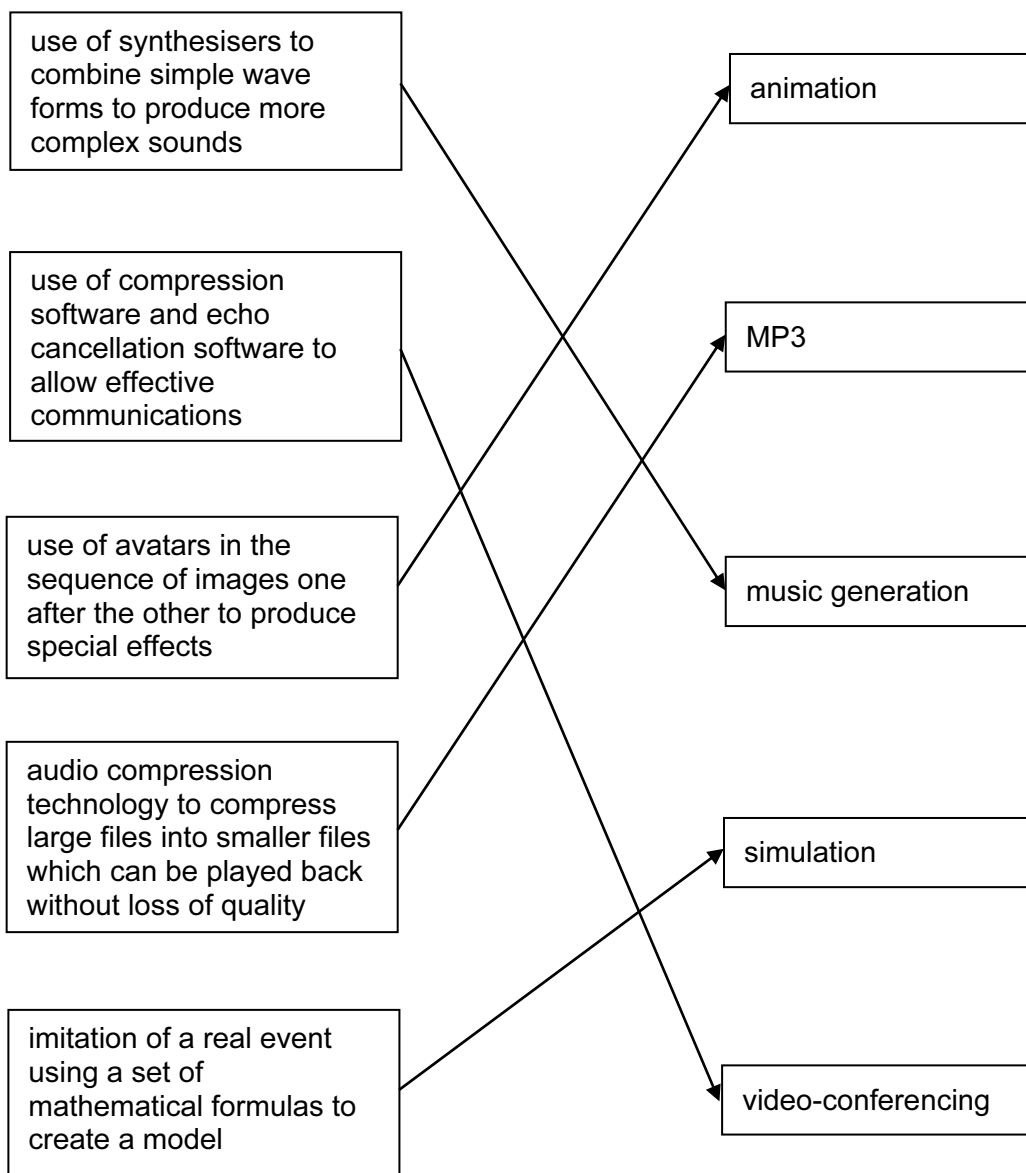 use of synthesisers to
combine simple wave
forms to produce more
complex sounds
animation
use of compression
software and echo
cancellation software to
allow effective
communications
MP3
use of avatars in the
sequence of images one
after the other to produce
special effects
music generation
audio compression
technology to compress
large files into smaller files
which can be played back
without loss of quality
simulation
imitation of a real event
using a set of
mathematical formulas to
create a model
video-conferencing